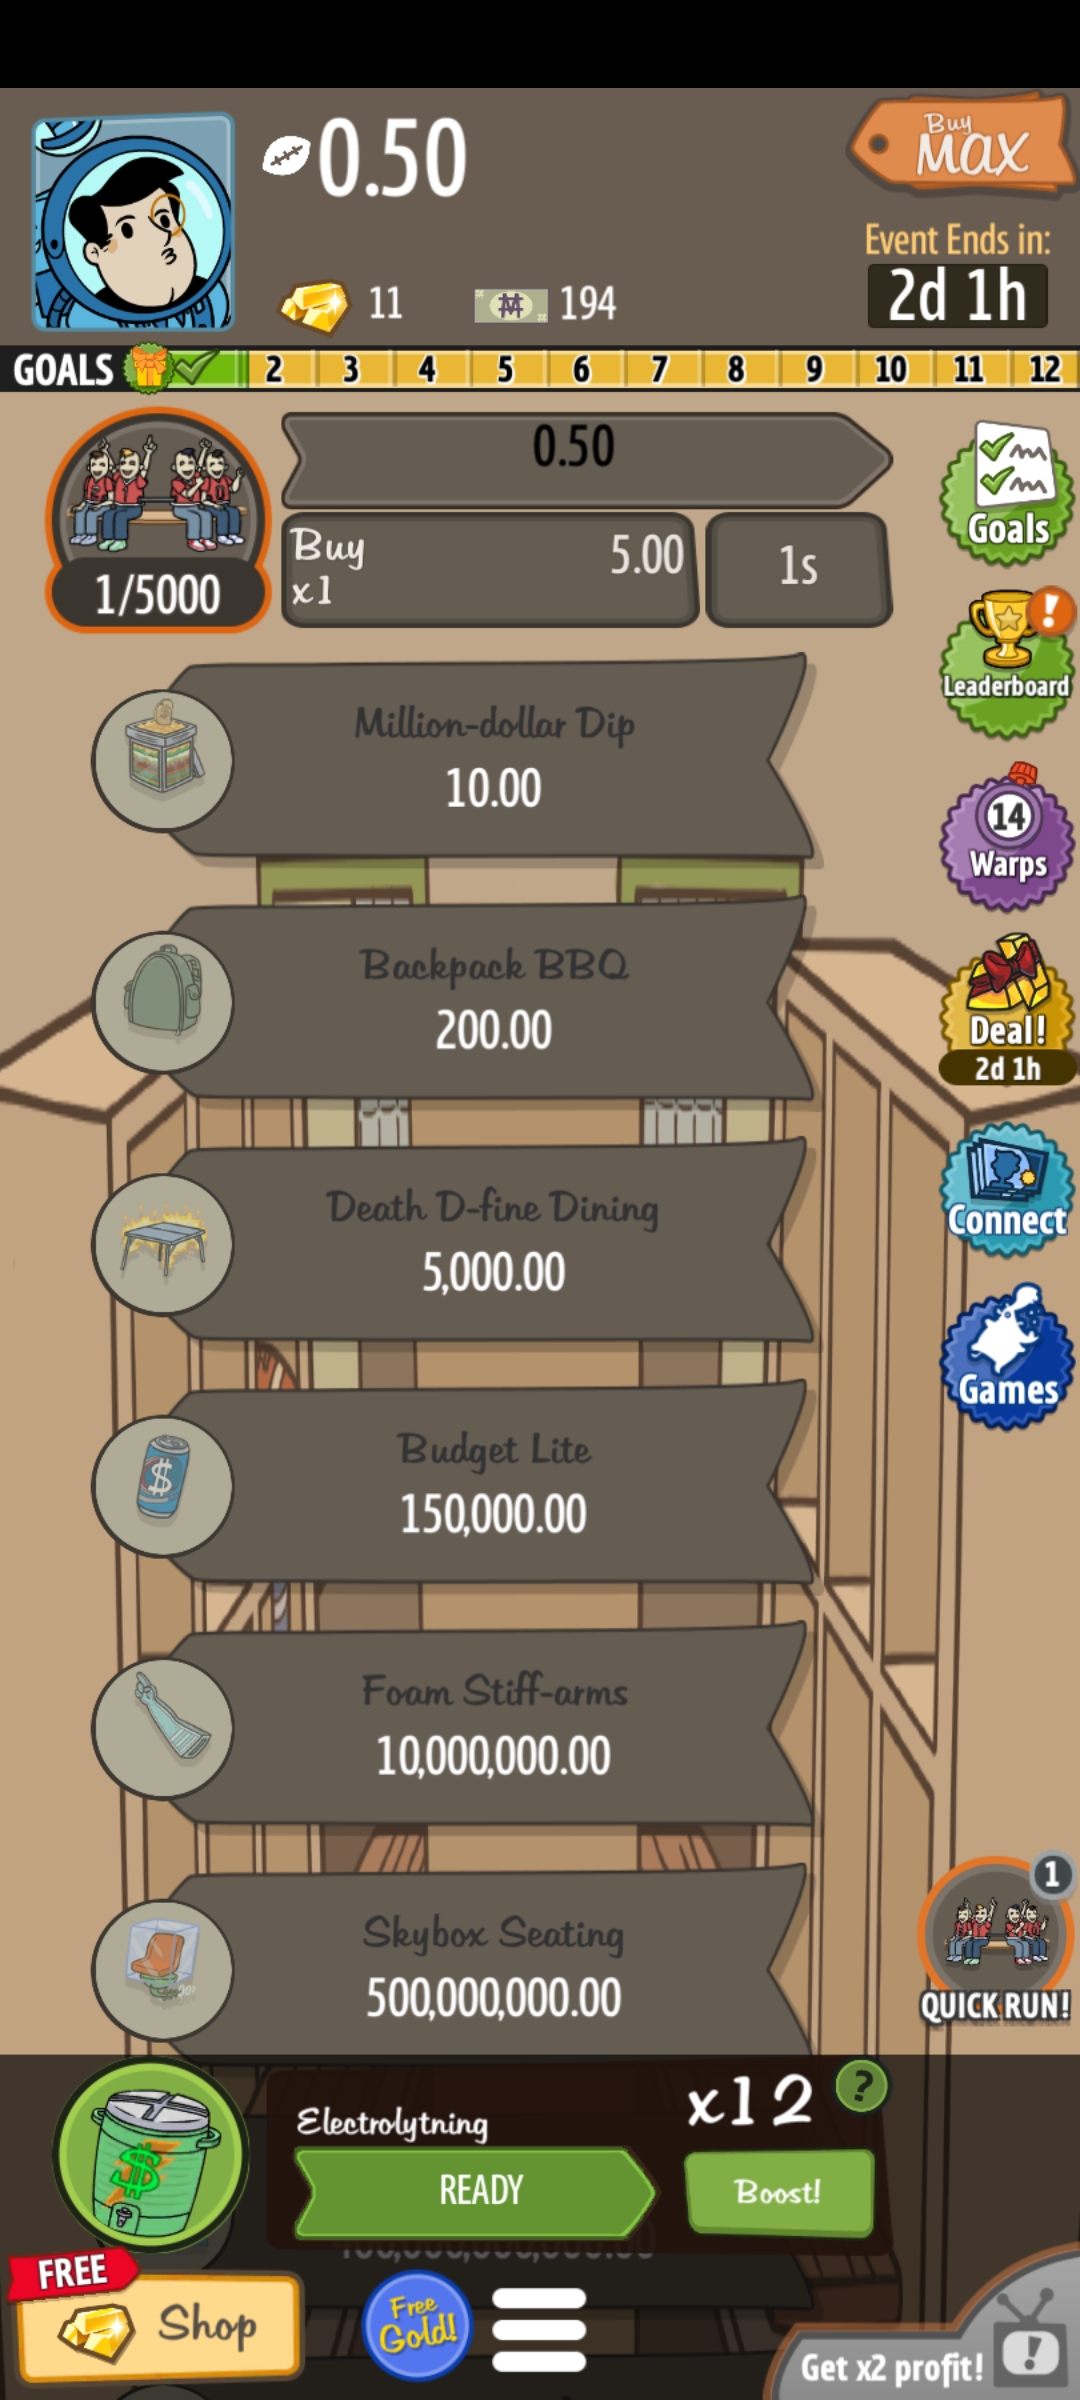 0.50
Buy
MAX
Event Ends in:
2d 1h
11
194
GOALS 2 3 4 5 6 7 8 9 10 11 12
0.50
1/5000
Buy
x1
5.00
1s
Goals
!
Leaderboard
Million-dollar Dip
10.00
14
Warps
Backpack BBQ
200.00
Deal!
2d 1h
Death D-fine Dining
5,000.00
Connect
Games
Budget Lite
150,000.00
$
Foam Stiff-arms
10,000,000.00
Skybox Seating
500,000,000.00
1
QUICK RUN!
Electrolytning
x12
?
$
READY
Boost!
FREE
Shop
Free
Gold!
Get x2 profit!
!